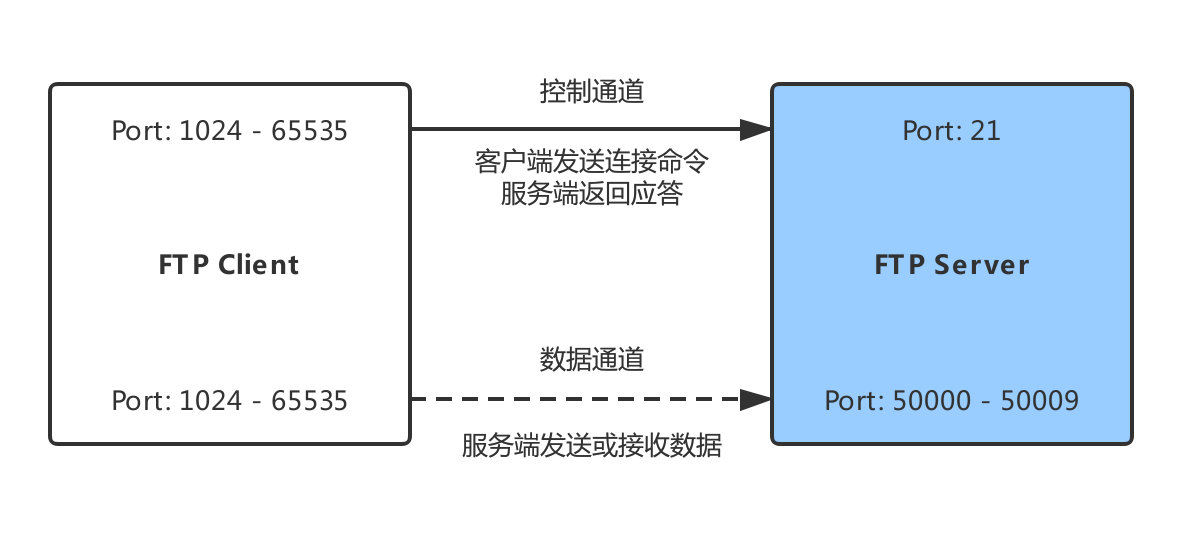 控制通道
Port: 1024 - 65535
Port: 21
客户端发送连接命令
服务端返回应答
FTP Client
FTP Server
数据通道
Port: 1024 - 65535
Port: 50000 - 50009
服务端发送或接收数据